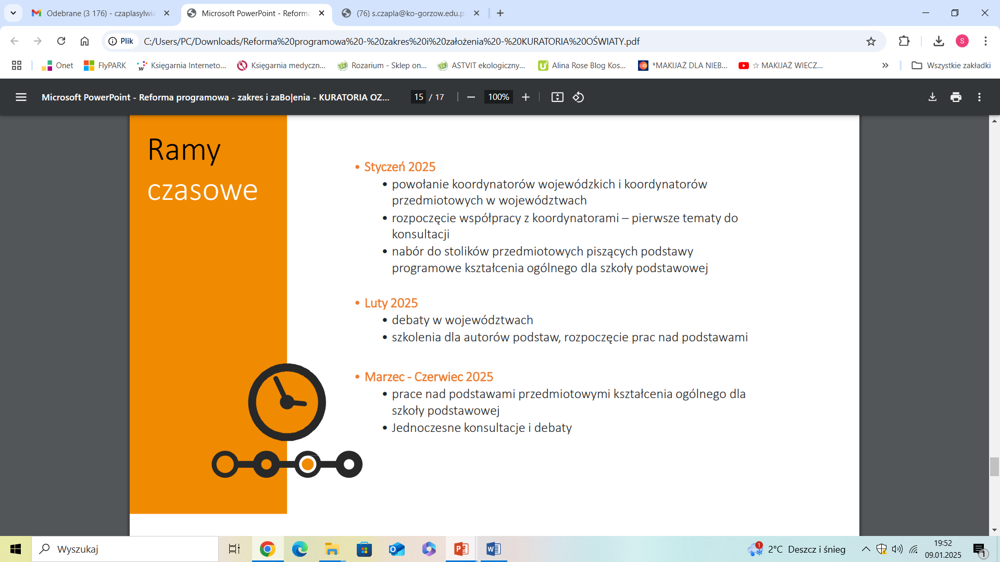 Odebrane (3 176) - czaplasylwia
Microsoft PowerPoint - Reforma
(76) s.czapla@ko-gorzow.edu.pl
Plik
C:/Users/PC/Downloads/Reforma%20programowa%20-%20zakres%20i%20założenia%20-%20KURATORIA%20OŚWIATY.pdf
S
Onet
FlyPARK
Księgarnia Interneto...
Księgarnia medyczn...
Rozarium - Sklep on...
ASTVIT ekologiczny...
Alina Rose Blog Kos...
*MAKIJAŻ DLA NIEB...
☆ MAKIJAŻ WIECZ...
Wszystkie zakładki
Microsoft PowerPoint - Reforma programowa - zakres i zaBo|enia - KURATORIA OZ...
15 / 17
100%
Ramy
czasowe
• Styczeń 2025
• powołanie koordynatorów wojewódzkich i koordynatorów
przedmiotowych w województwach
• rozpoczęcie współpracy z koordynatorami – pierwsze tematy do
konsultacji
• nabór do stolików przedmiotowych piszących podstawy
programowe kształcenia ogólnego dla szkoły podstawowej
• Luty 2025
• debaty w województwach
• szkolenia dla autorów podstaw, rozpoczęcie prac nad podstawami
• Marzec - Czerwiec 2025
• prace nad podstawami przedmiotowymi kształcenia ogólnego dla
szkoły podstawowej
• Jednoczesne konsultacje i debaty
Wyszukaj
1
2°C Deszcz i śnieg
19:52
09.01.2025
1